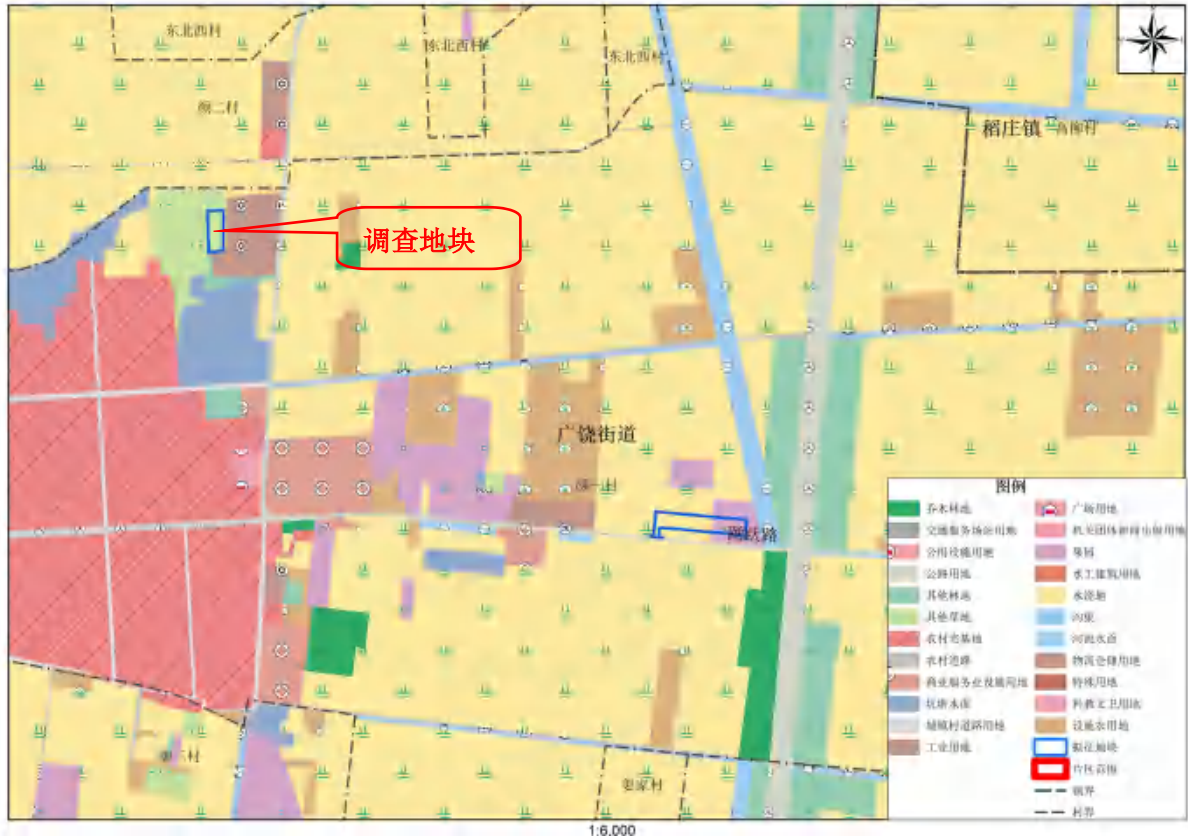 东北西村
东北西村
东北西村
颜二村
稻庄镇
调查地块
广饶街道
颜一村
图例
乔木林地
交通服务场站用地
公用设施用地
公路用地
其他林地
其他草地
农村宅基地
农村道路
商业服务业设施用地
坑塘水面
城镇村道路用地
工业用地
广场用地
机关团体新闻出版用地
果园
水工建筑用地
水浇地
沟渠
河流水面
物流仓储用地
特殊用地
科教文卫用地
设施农用地
拟征地块
片区范围
镇界
村界
1:6,000